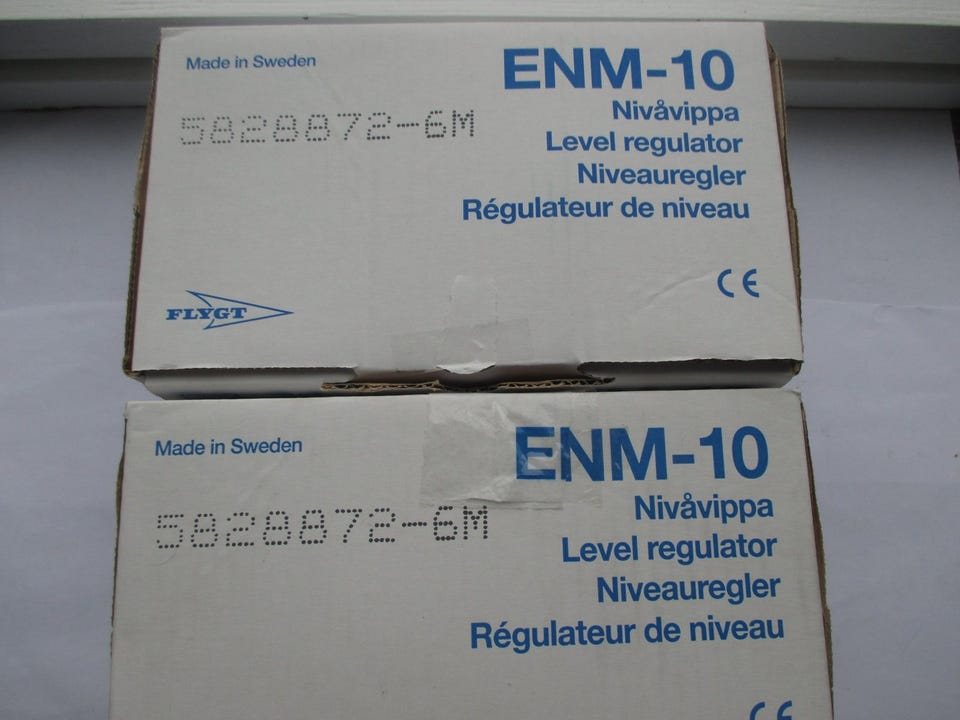 Made in Sweden
ENM-10
5828872-6M
Nivåvippa
Level regulator
Niveauregler
Régulateur de niveau
CE
FLYGT
Made in Sweden
ENM-10
5828872-6M
Nivåvippa
Level regulator
Niveauregler
Régulateur de niveau
CE